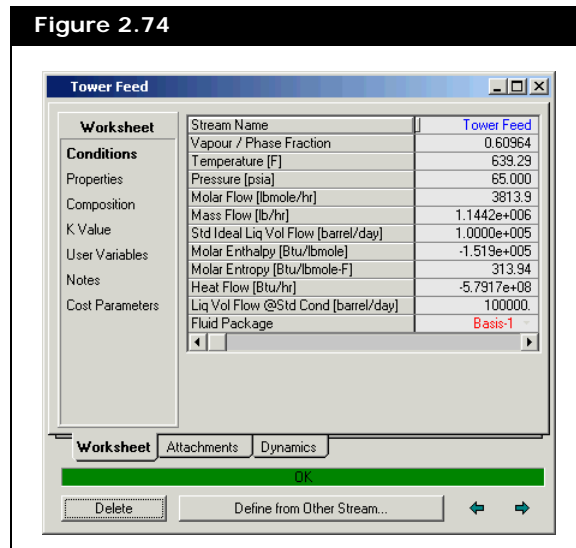 Figure 2.74
Tower Feed
Worksheet
Conditions
Properties
Composition
K Value
User Variables
Notes
Cost Parameters
Stream Name Tower Feed
Vapour / Phase Fraction 0.60964
Temperature [F] 639.29
Pressure [psia] 65.000
Molar Flow [lbmole/hr] 3813.9
Mass Flow [lb/hr] 1.1442e+006
Std Ideal Liq Vol Flow [barrel/day] 1.0000e+005
Molar Enthalpy [Btu/lbmole] -1.519e+005
Molar Entropy [Btu/lbmole-F] 313.94
Heat Flow [Btu/hr] -5.7917e+08
Liq Vol Flow @Std Cond [barrel/day] 100000.
Fluid Package Basis-1
Worksheet Attachments Dynamics
OK
Delete Define from Other Stream...